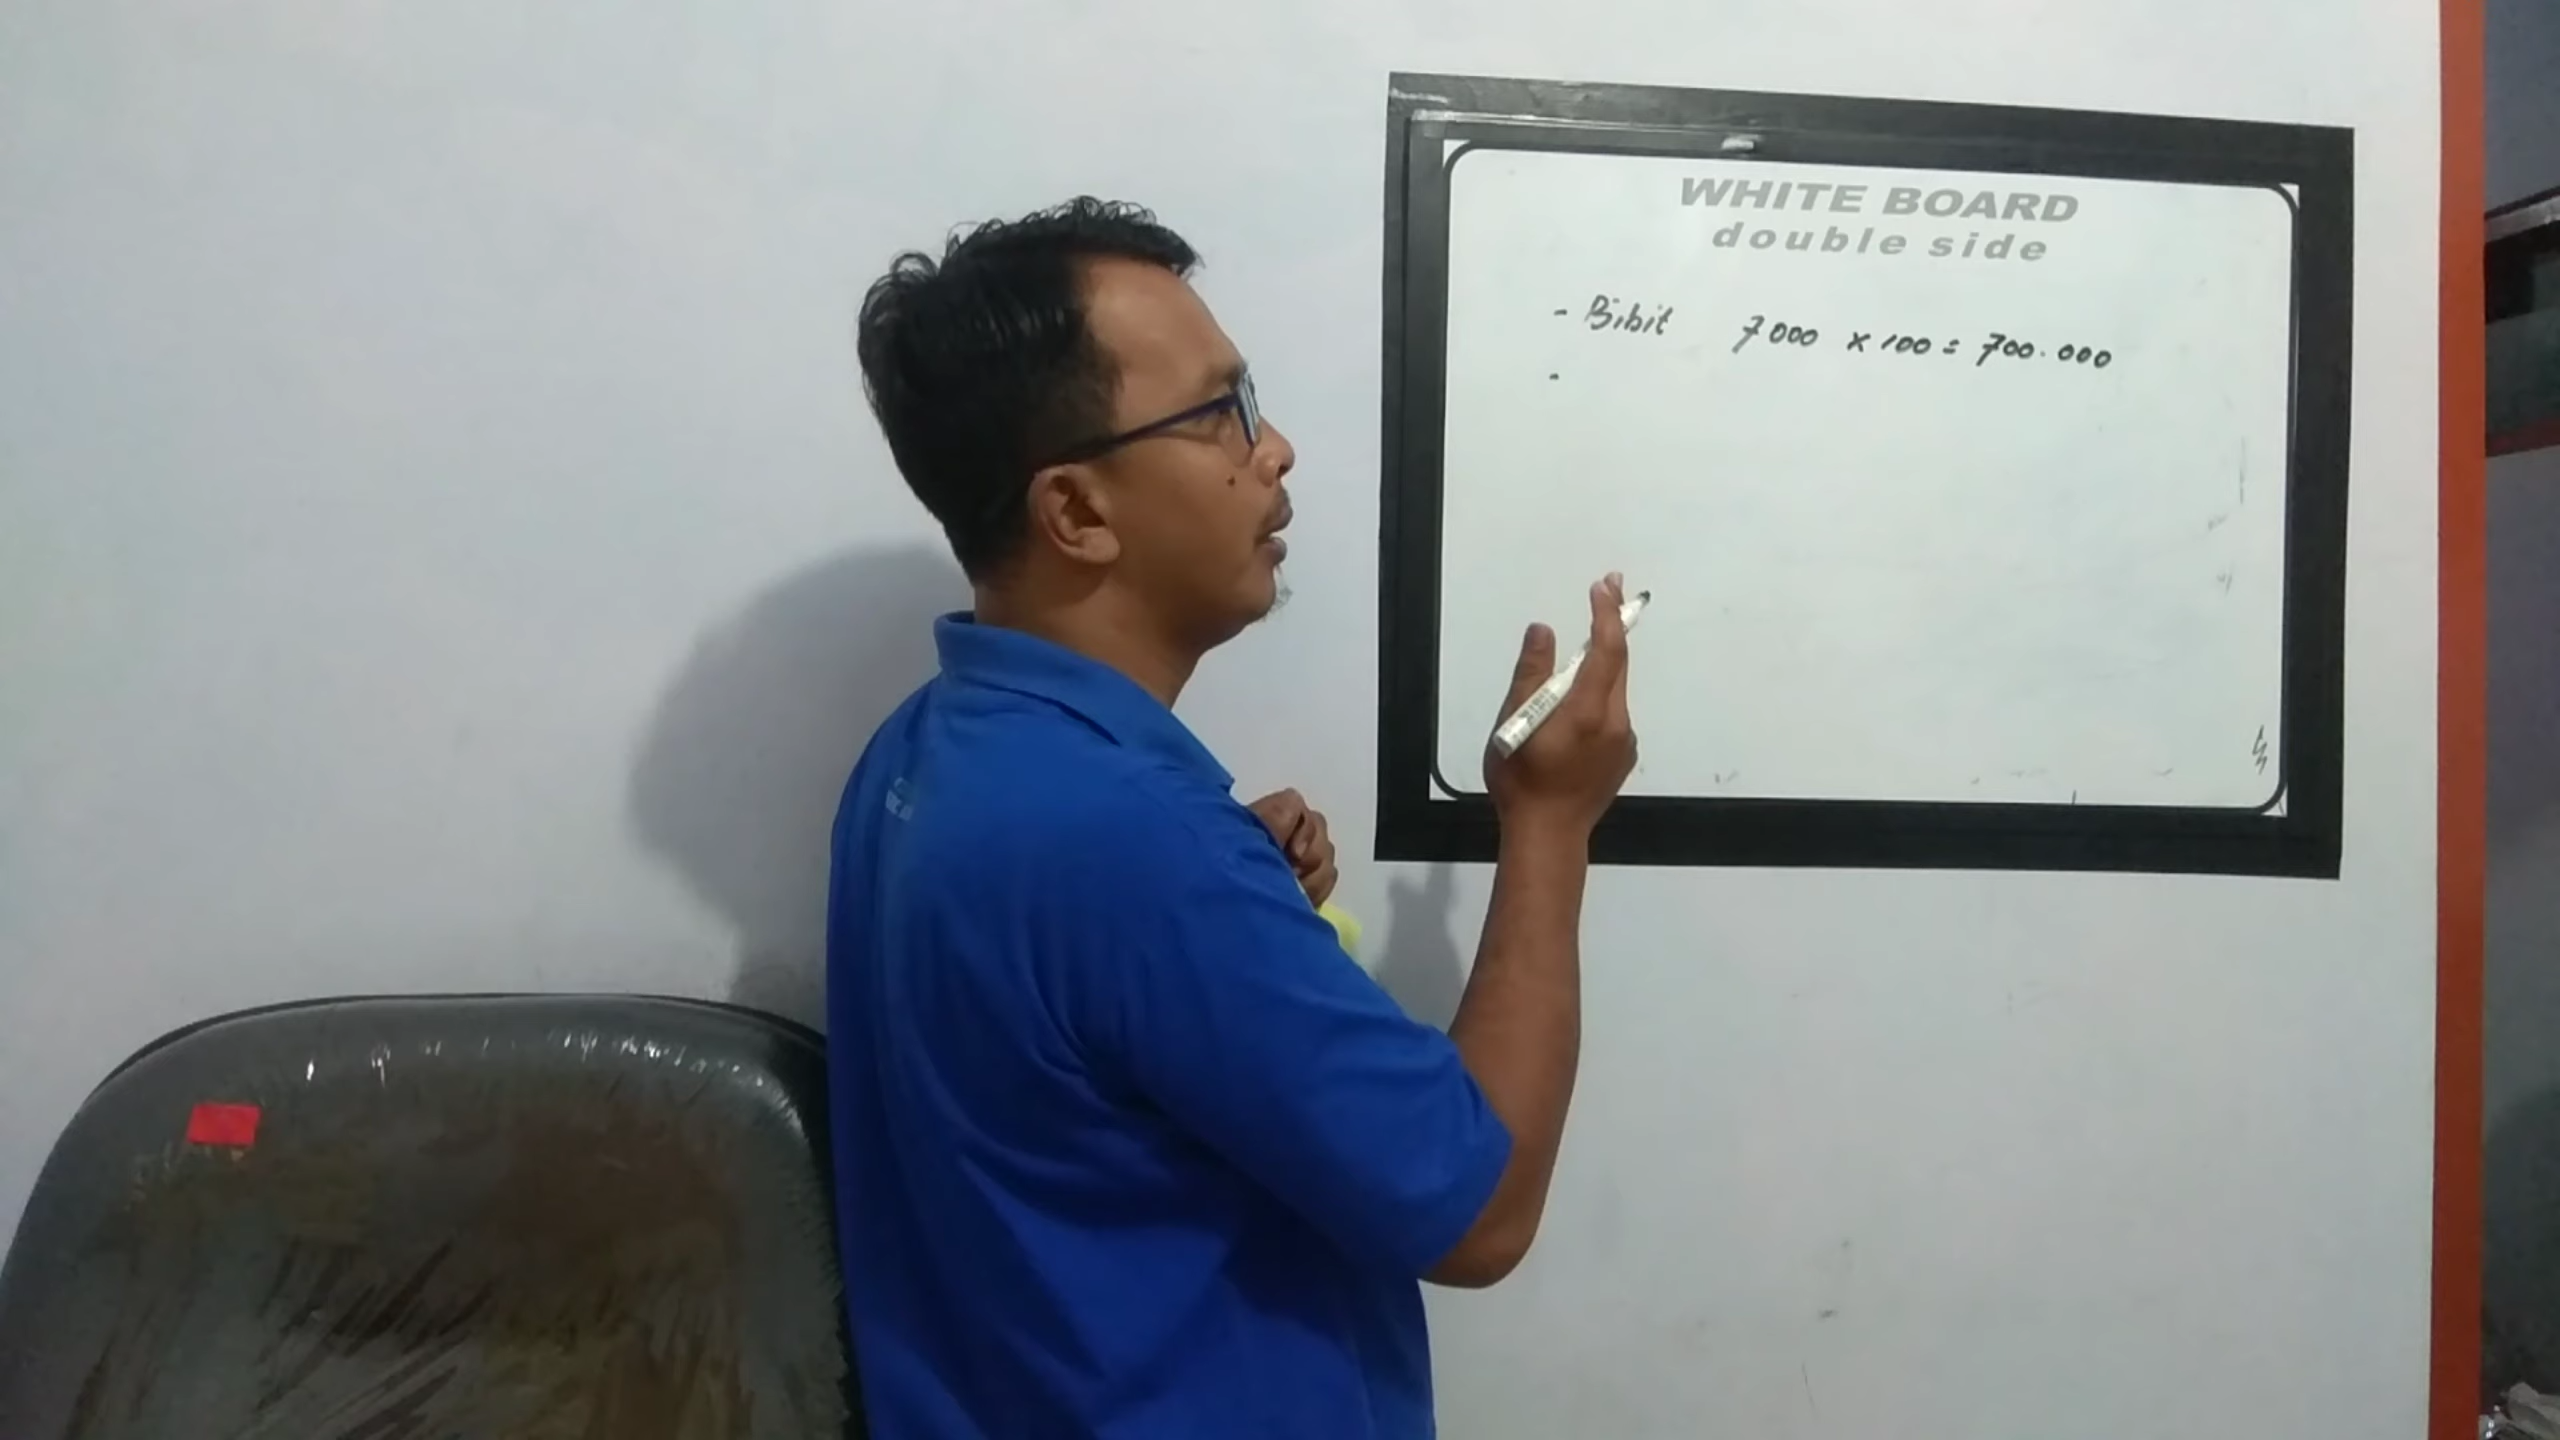 WHITE BOARD
double side
- Bibit 7000 x 100 = 700.000
-